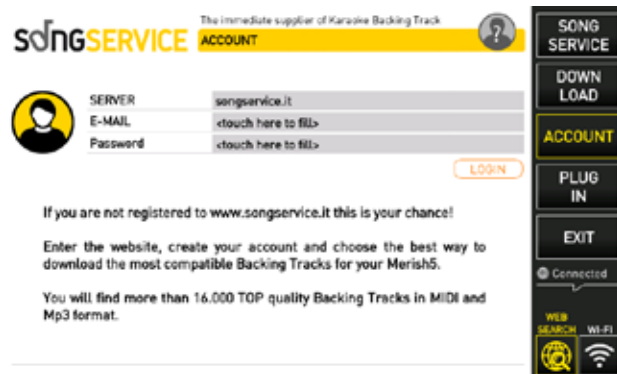 SONGSERVICE
The immediate supplier of Karaoke Backing Track
ACCOUNT
?
SERVER songservice.it
E-MAIL <touch here to fill>
Password <touch here to fill>
LOGIN
If you are not registered to www.songservice.it this is your chance!
Enter the website, create your account and choose the best way to
download the most compatible Backing Tracks for your Merish5.
You will find more than 16.000 TOP quality Backing Tracks in MIDI and
Mp3 format.
SONG
SERVICE
DOWN
LOAD
ACCOUNT
PLUG
IN
EXIT
Connected
WEB
SEARCH WI-FI